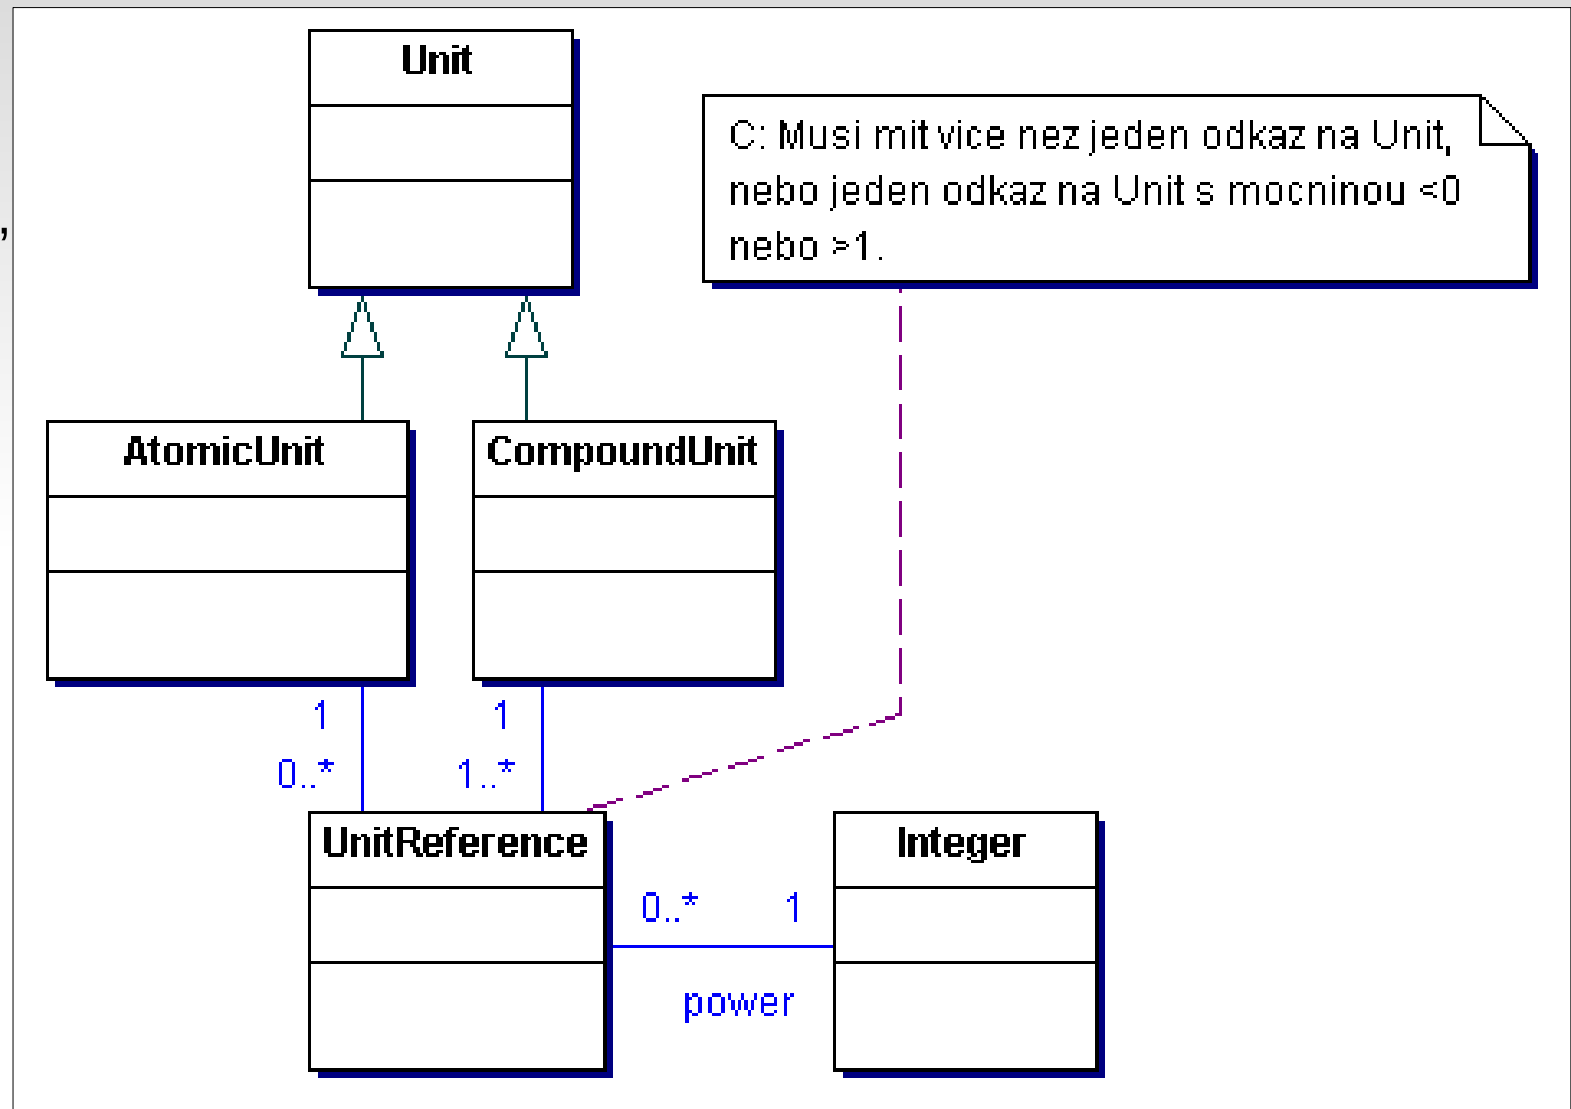 Unit
C: Musi mit vice nez jeden odkaz na Unit,
nebo jeden odkaz na Unit s mocninou <0
nebo >1.
,
AtomicUnit
CompoundUnit
1
1
0..*
1..*
UnitReference
Integer
0..*
1
power